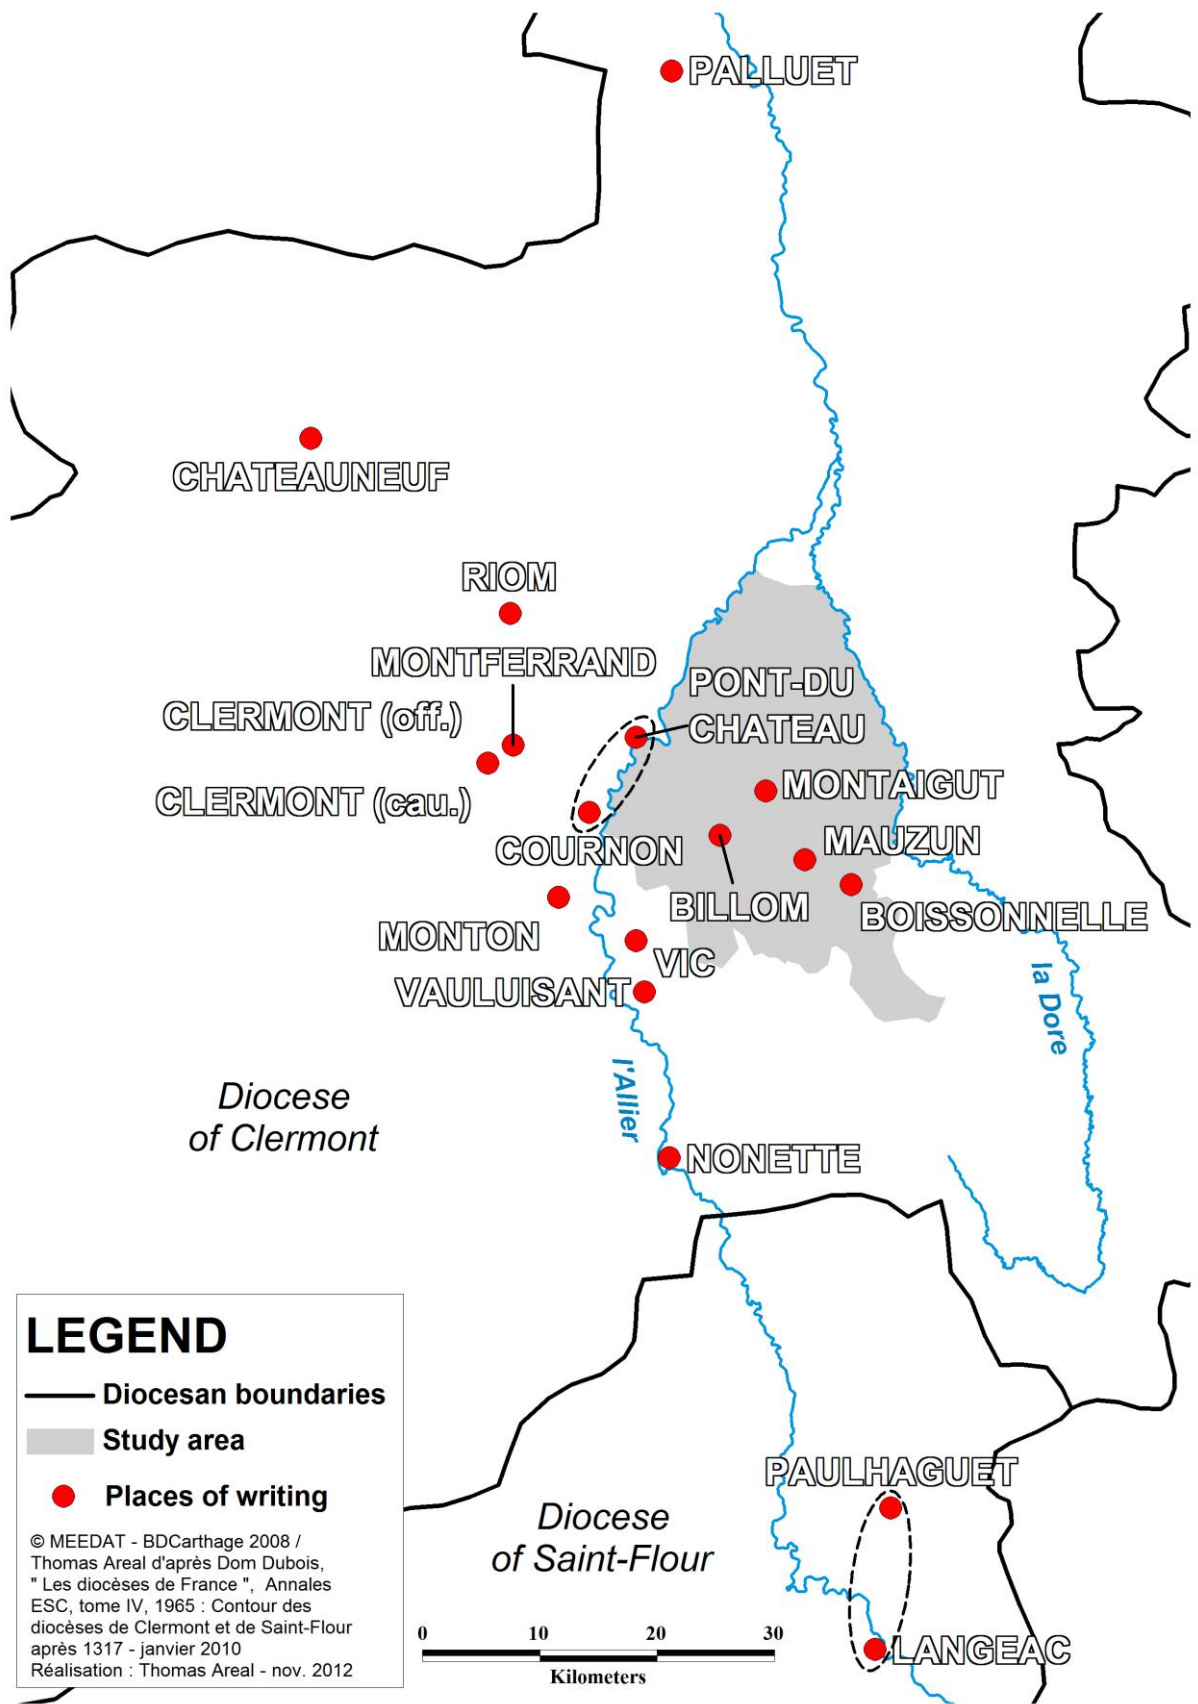 PALLUET
CHATEAUNEUF
RIOM
MONTFERRAND
CLERMONT (off.)
CLERMONT (cau.)
PONT-DU
CHATEAU
MONTAIGUT
MAUZUN
COURNON
BILLOM
BOISSONNELLE
MONTON
VIC
VAULUISANT
la Dore
l'Allier
Diocese
of Clermont
NONETTE
LEGEND
Diocesan boundaries
Study area
Places of writing
© MEEDAT - BDCarthage 2008 /
Thomas Areal d'après Dom Dubois,
" Les diocèses de France ", Annales
ESC, tome IV, 1965 : Contour des
diocèses de Clermont et de Saint-Flour
après 1317 - janvier 2010
Réalisation : Thomas Areal - nov. 2012
PAULHAGUET
Diocese
of Saint-Flour
LANGEAC
0 10 20 30
Kilometers